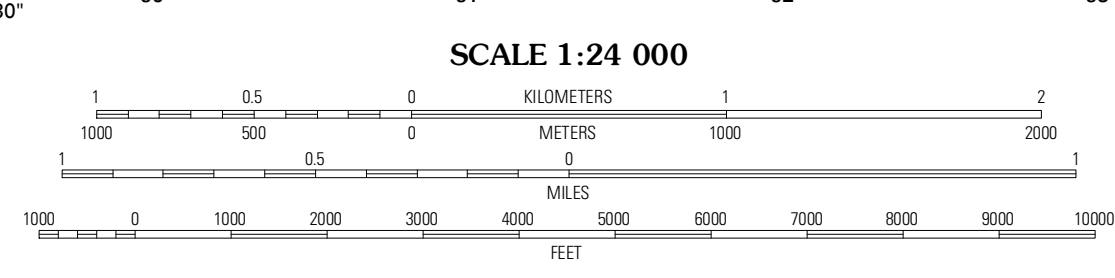 30"
SCALE 1:24 000
1 0.5 0 KILOMETERS 1 2
1000 500 0 METERS 1000 2000
1 0.5 0 1
MILES
1000 0 1000 2000 3000 4000 5000 6000 7000 8000 9000 10000
FEET